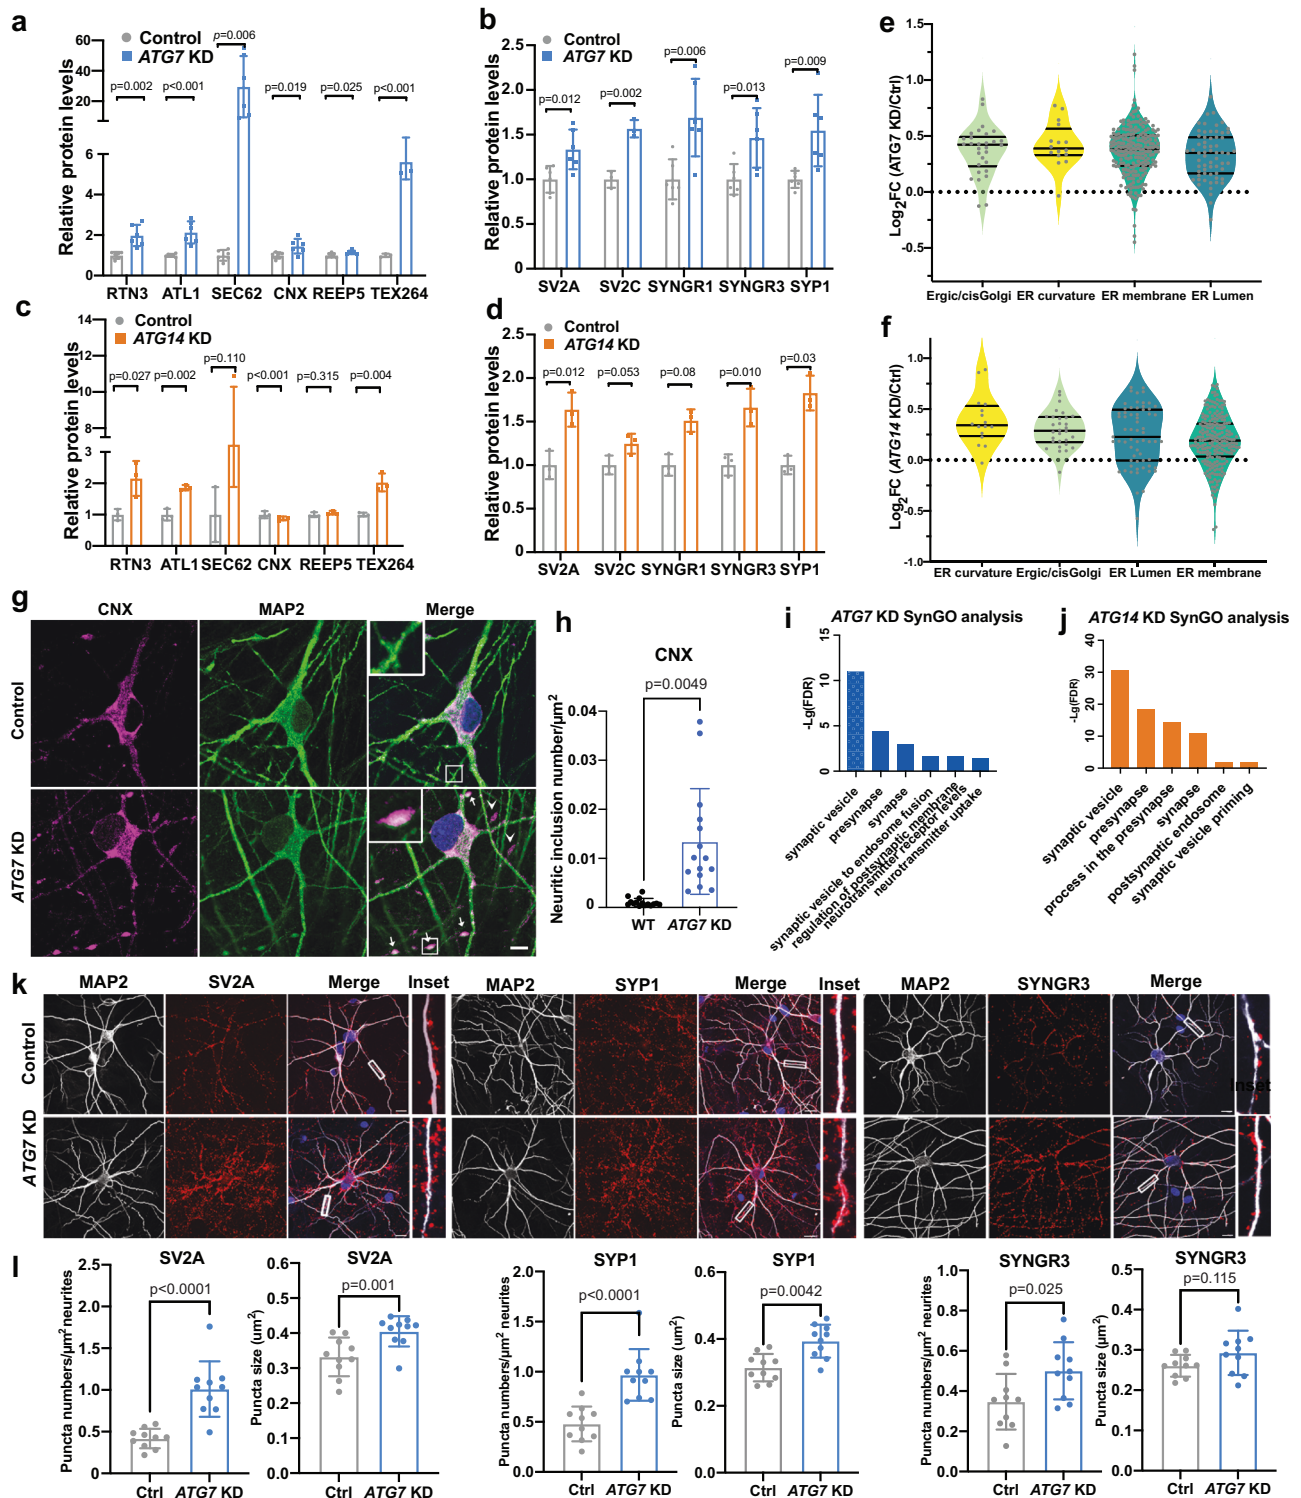 a
Control
ATG7 KD
Relative protein levels
60
40
20
6
4
2
0
p=0.002
p<0.001
p=0.006
p=0.019
p=0.025
p<0.001
RTN3 ATL1 SEC62 CNX REEP5 TEX264
b
Control
ATG7 KD
Relative protein levels
2.5
2.0
1.5
1.0
0.5
0
p=0.012
p=0.002
p=0.006
p=0.013
p=0.009
SV2A SV2C SYNGR1 SYNGR3 SYP1
e
Log2FC (ATG7 KD/Ctrl)
1.5
1.0
0.5
0.0
-0.5
Ergic/cisGolgi ER curvature ER membrane ER Lumen
c
Control
ATG14 KD
Relative protein levels
14
12
10
8
3
2
1
0
p=0.027
p=0.002
p=0.110
p<0.001
p=0.315
p=0.004
RTN3 ATL1 SEC62 CNX REEP5 TEX264
d
Control
ATG14 KD
Relative protein levels
2.5
2.0
1.5
1.0
0.5
0
p=0.012
p=0.053
p=0.08
p=0.010
p=0.03
SV2A SV2C SYNGR1 SYNGR3 SYP1
f
Log2FC (ATG14 KD/Ctrl)
1.0
0.5
0.0
-0.5
-1.0
ER curvature Ergic/cisGolgi ER Lumen ER membrane
g
CNX MAP2 Merge
Control
ATG7 KD
h
CNX
p=0.0049
Neuritic inclusion number/μm2
0.04
0.03
0.02
0.01
0
WT ATG7 KD
i
ATG7 KD SynGO analysis
-Lg(FDR)
15
10
5
0
synaptic vesicle
presynapse
synapse
synaptic vesicle to endosome fusion
regulation of postsynaptic membrane
neurotransmitter receptor levels
neurotransmitter uptake
j
ATG14 KD SynGO analysis
-Lg(FDR)
40
30
20
10
0
synaptic vesicle
presynapse
process in the presynapse
synapse
postsynaptic endosome
synaptic vesicle priming
k
MAP2 SV2A Merge Inset MAP2 SYP1 Merge Inset MAP2 SYNGR3 Merge
Inset
Control
ATG7 KD
l
SV2A
p<0.0001
Puncta numbers/μm2 neurites
2.5
2.0
1.5
1.0
0.5
0
Ctrl ATG7 KD
SV2A
p=0.001
Puncta size (um2)
0.6
0.4
0.3
0.2
0.1
0
Ctrl ATG7 KD
SYP1
p<0.0001
Puncta numbers/μm2 neurites
2.0
1.5
1.0
0.5
0.0
Ctrl ATG7 KD
SYP1
p=0.0042
Puncta size (um2)
0.6
0.4
0.2
0.0
Ctrl ATG7 KD
SYNGR3
p=0.025
Puncta numbers/μm2 neurites
1.0
0.8
0.6
0.4
0.2
0.0
Ctrl ATG7 KD
SYNGR3
p=0.115
Puncta size (um2)
0.5
0.4
0.3
0.2
0.1
0.0
Ctrl ATG7 KD